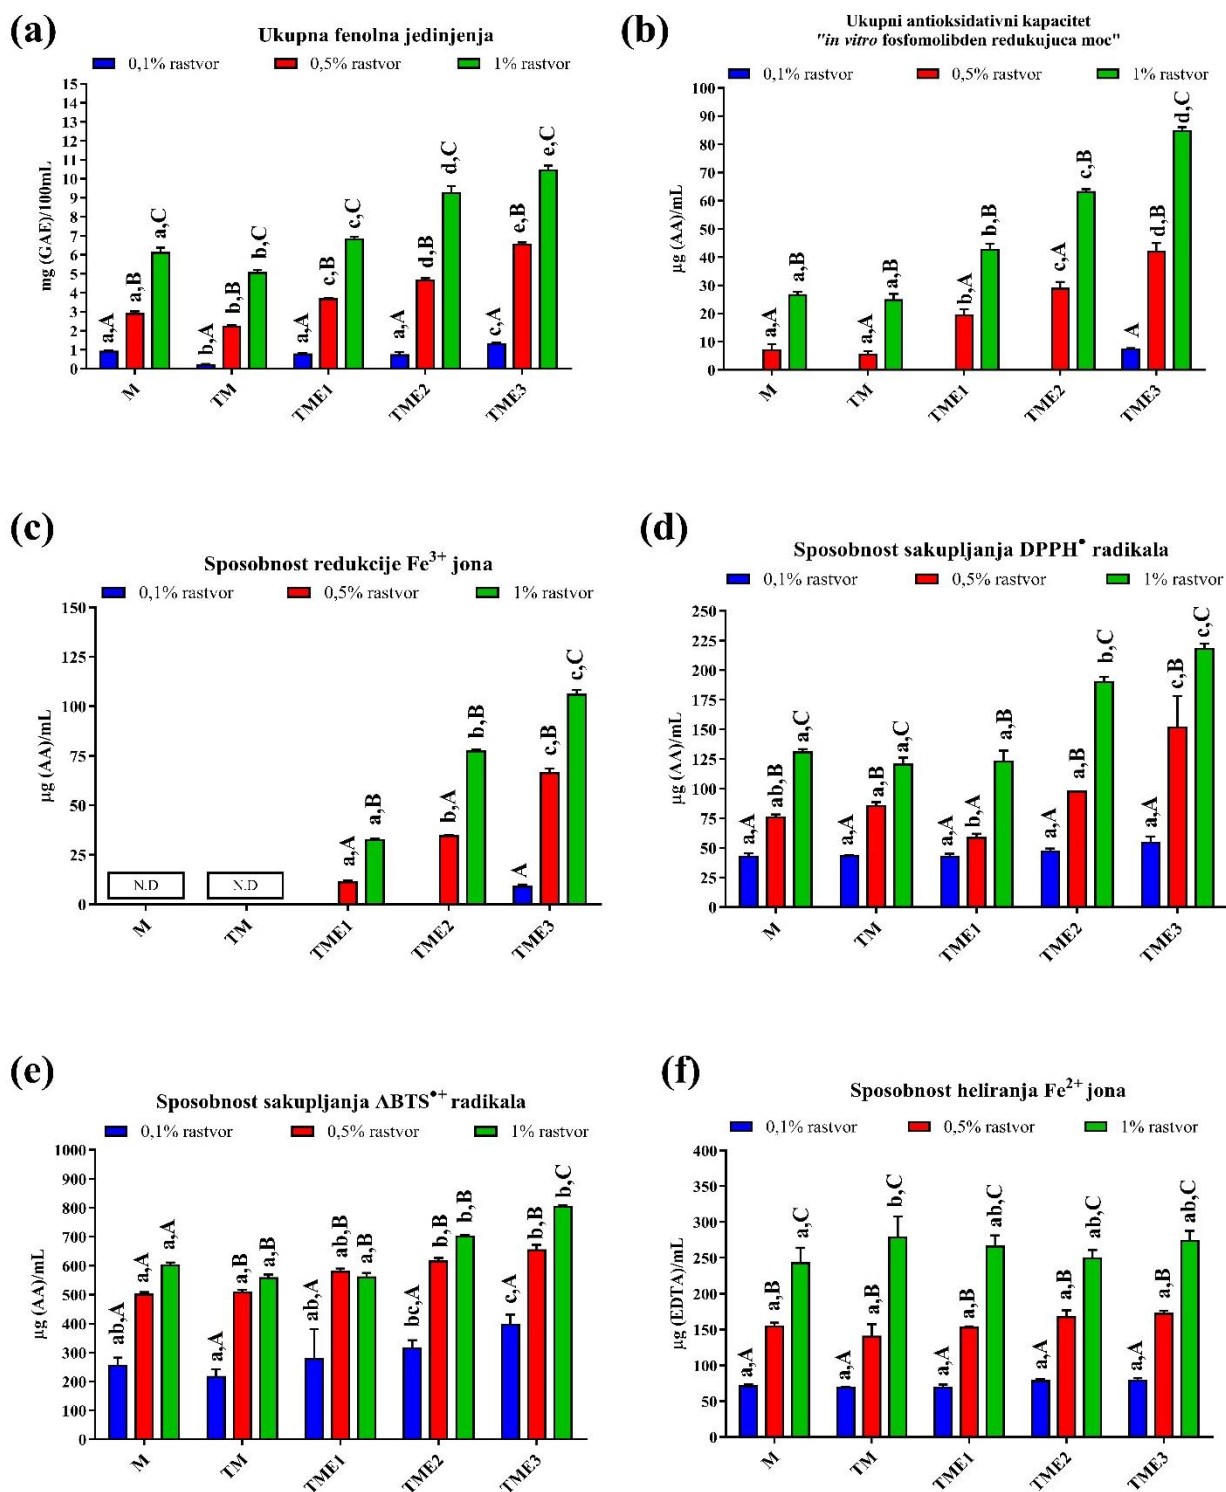 (a)
Ukupna fenolna jedinjenja
0,1% rastvor 0,5% rastvor 1% rastvor
mg (GAE)/100mL
15
14
13
12
11
10
9
8
7
6
5
4
3
2
1
0
a,A a,B a,C
b,A b,B b,C
a,A c,B c,C
a,A d,B d,C
c,A e,B e,C
M TM TME1 TME2 TME3
(b)
Ukupni antioksidativni kapacitet
"in vitro fosfomolibden redukujuca moc"
0,1% rastvor 0,5% rastvor 1% rastvor
µg (AA)/mL
100
90
80
70
60
50
40
30
20
10
0
a,A a,B
a,A a,B
b,A b,B
c,A c,B
A d,B d,C
M TM TME1 TME2 TME3
(c)
Sposobnost redukcije Fe³⁺ jona
0,1% rastvor 0,5% rastvor 1% rastvor
µg (AA)/mL
150
125
100
75
50
25
0
N.D
N.D
a,A a,B
b,A b,B
A c,B c,C
M TM TME1 TME2 TME3
(d)
Sposobnost sakupljanja DPPH• radikala
0,1% rastvor 0,5% rastvor 1% rastvor
µg (AA)/mL
250
225
200
175
150
125
100
75
50
25
0
a,A ab,B a,C
a,A a,B a,C
a,A b,A a,B
a,A a,B b,C
a,A c,B c,C
M TM TME1 TME2 TME3
(e)
Sposobnost sakupljanja ABTS•⁺ radikala
0,1% rastvor 0,5% rastvor 1% rastvor
µg (AA)/mL
1000
900
800
700
600
500
400
300
200
100
0
ab,A a,A a,A
a,A a,B a,B
ab,A ab,B a,B
bc,A b,B b,B
c,A b,B b,C
M TM TME1 TME2 TME3
(f)
Sposobnost heliranja Fe²⁺ jona
0,1% rastvor 0,5% rastvor 1% rastvor
µg (EDTA)/mL
400
350
300
250
200
150
100
50
0
a,A a,B a,C
a,A a,B b,C
a,A a,B ab,C
a,A a,B ab,C
a,A a,B ab,C
M TM TME1 TME2 TME3